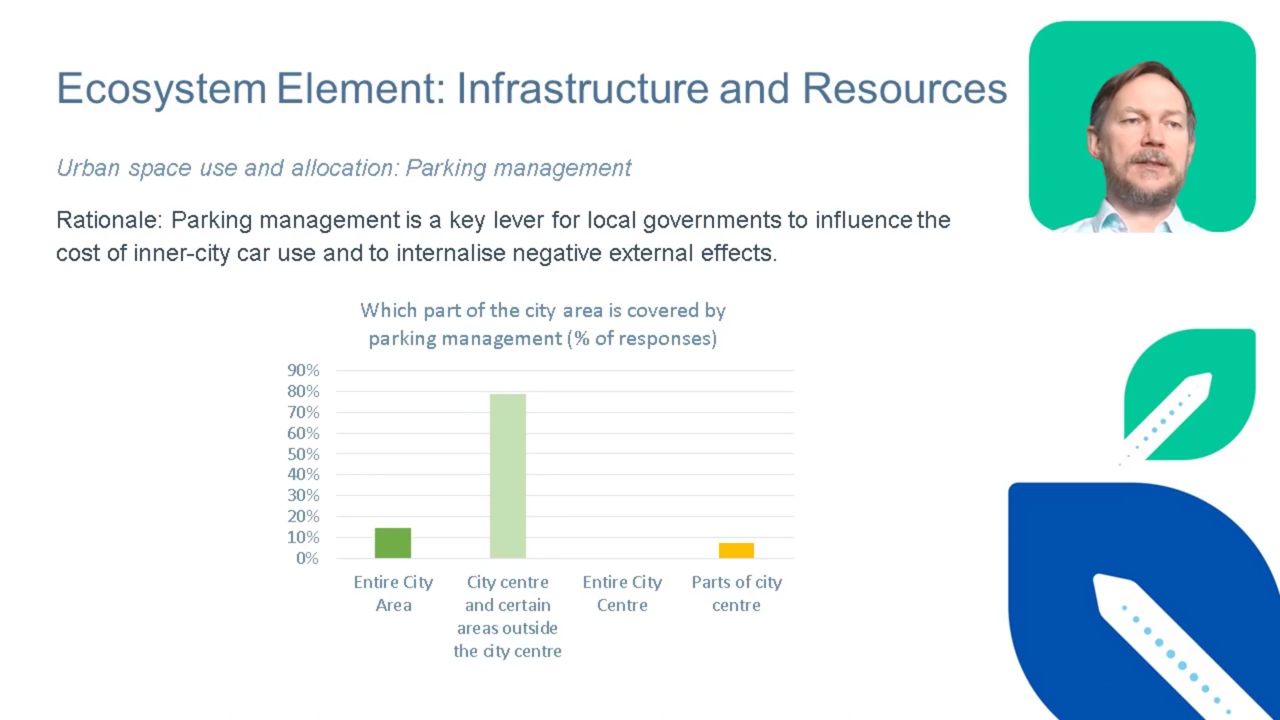 Ecosystem Element: Infrastructure and Resources
Urban space use and allocation: Parking management
Rationale: Parking management is a key lever for local governments to influence the
cost of inner-city car use and to internalise negative external effects.
Which part of the city area is covered by
parking management (% of responses)
90%
80%
70%
60%
50%
40%
30%
20%
10%
0%
Entire City
Area
City centre
and certain
areas outside
the city centre
Entire City
Centre
Parts of city
centre